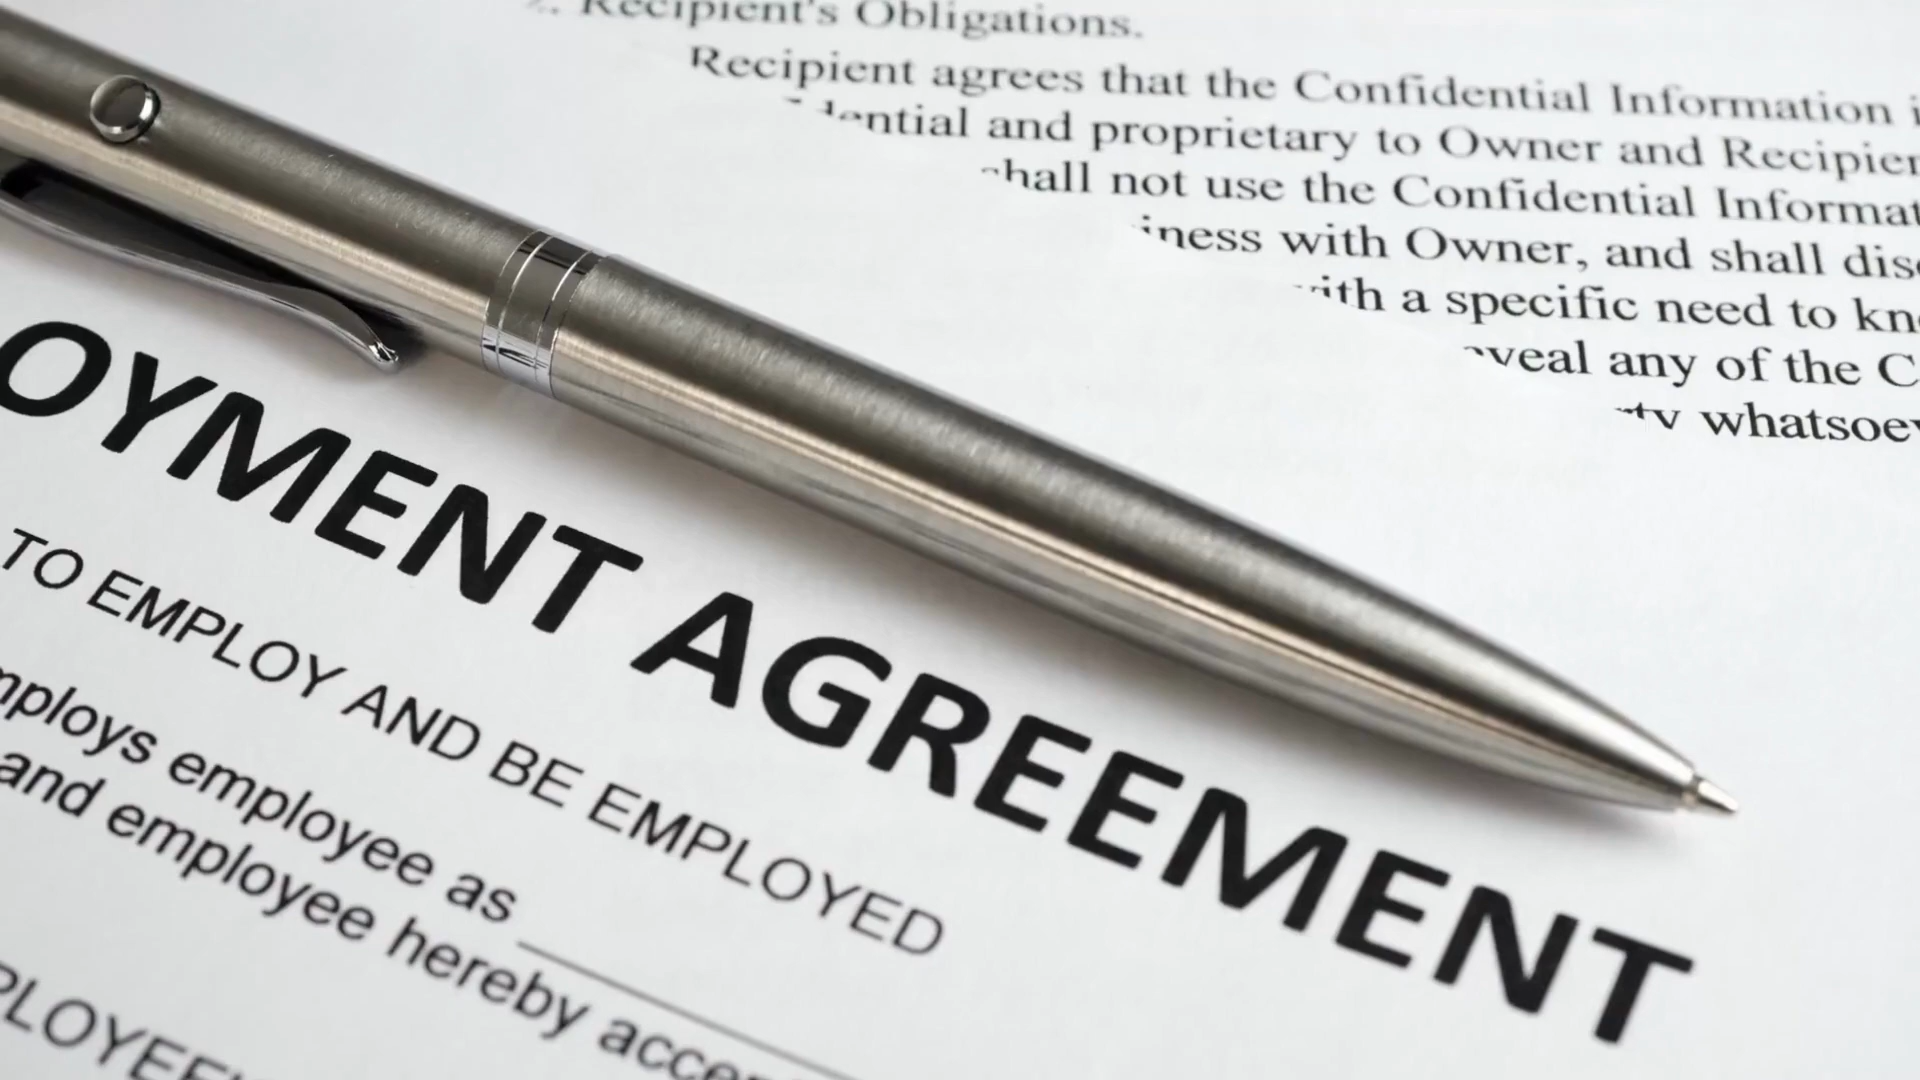 Recipient's Obligations.
Recipient agrees that the Confidential Information
and proprietary to Owner and
not use the Confidential
with Owner, and shall
a specific need to
any of the
OYMENT AGREEMENT
TO EMPLOY AND BE EMPLOYED
employee as
and employee hereby